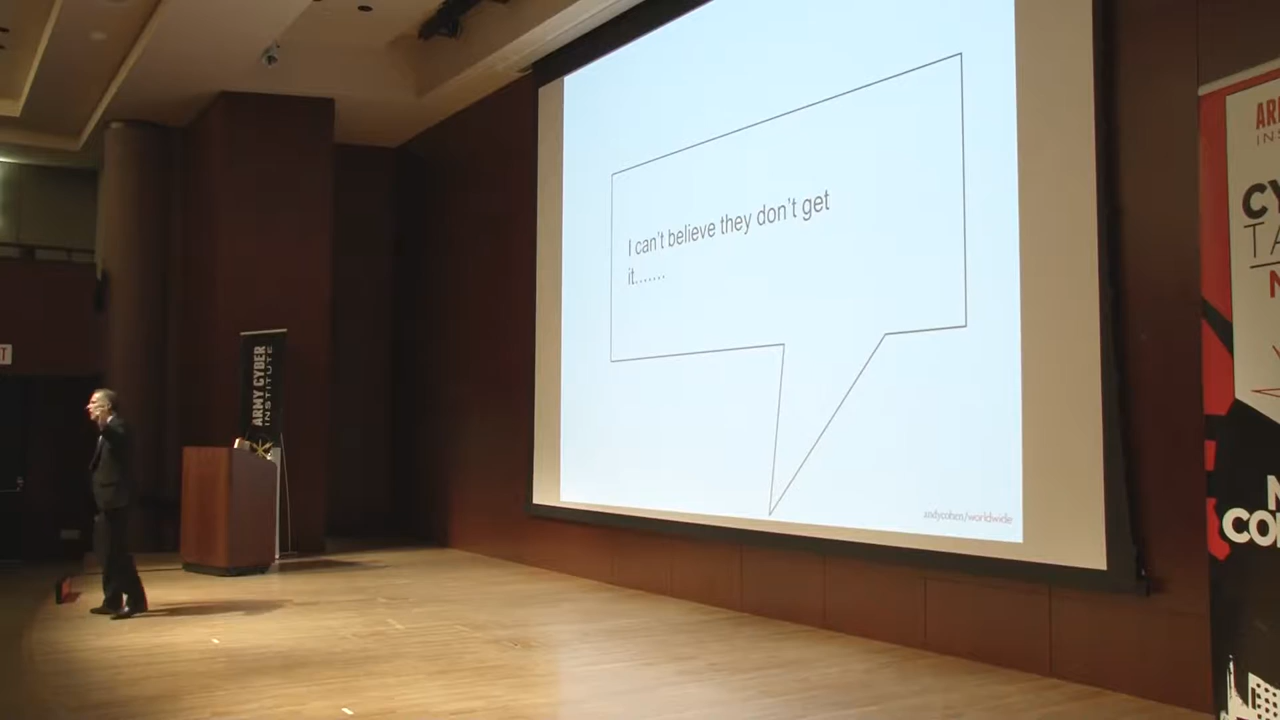 I can't believe they don't get
it.......
andycohen/worldwide
ARMY CYBER
INSTITUTE